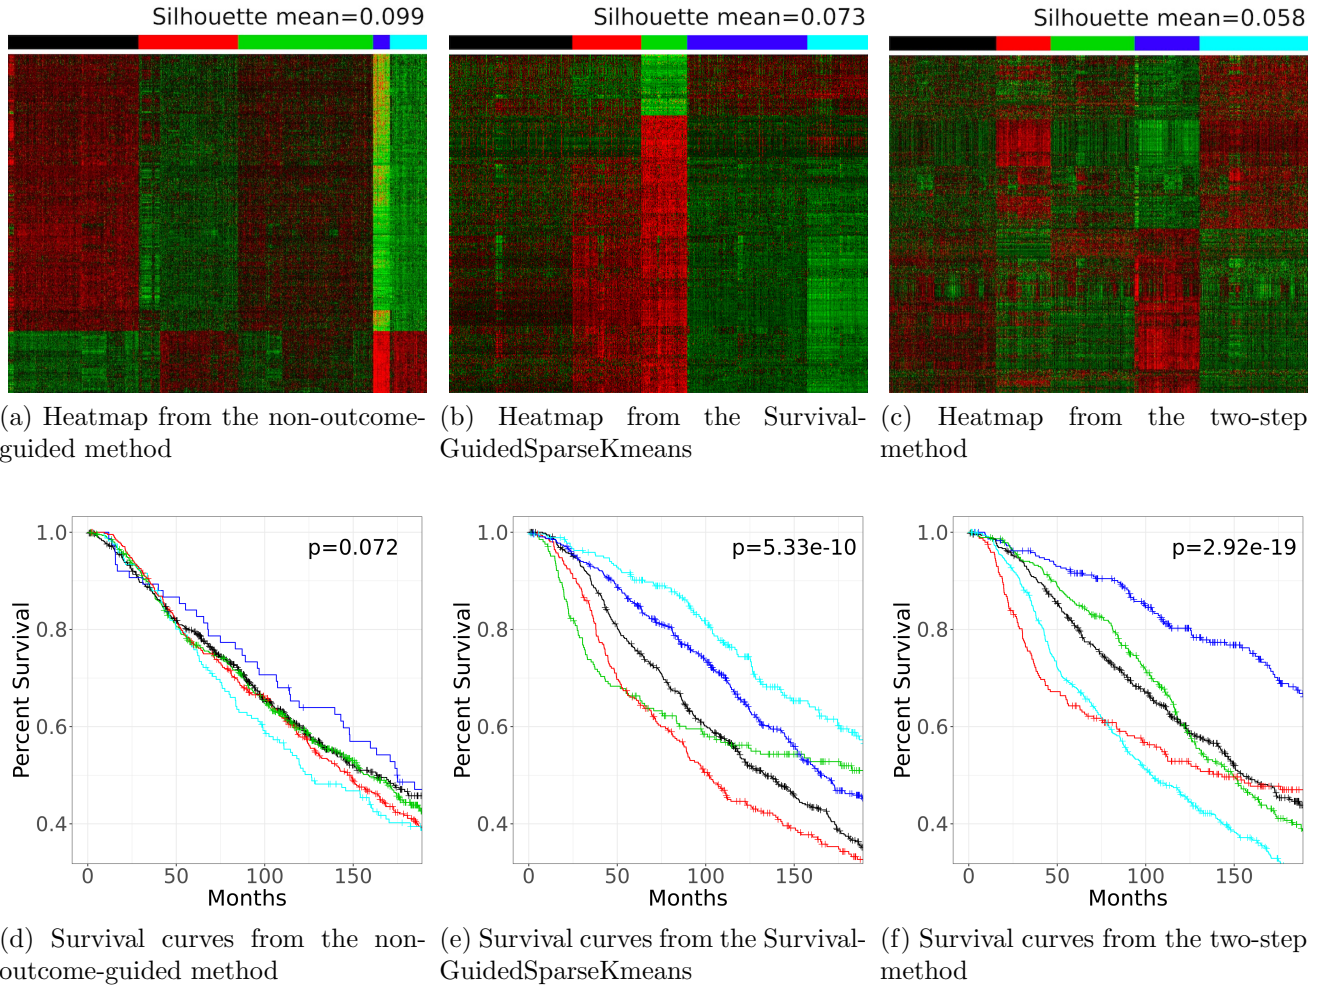 Silhouette mean=0.099
Silhouette mean=0.073
Silhouette mean=0.058
(a) Heatmap from the non-outcome-
guided method
(b) Heatmap from the Survival-
GuidedSparseKmeans
(c) Heatmap from the two-step
method
p=0.072
1.0
0.8
0.6
0.4
Percent Survival
0 50 100 150
Months
p=5.33e-10
1.0
0.8
0.6
0.4
Percent Survival
0 50 100 150
Months
p=2.92e-19
1.0
0.8
0.6
0.4
Percent Survival
0 50 100 150
Months
(d) Survival curves from the non-
outcome-guided method
(e) Survival curves from the Survival-
GuidedSparseKmeans
(f) Survival curves from the two-step
method